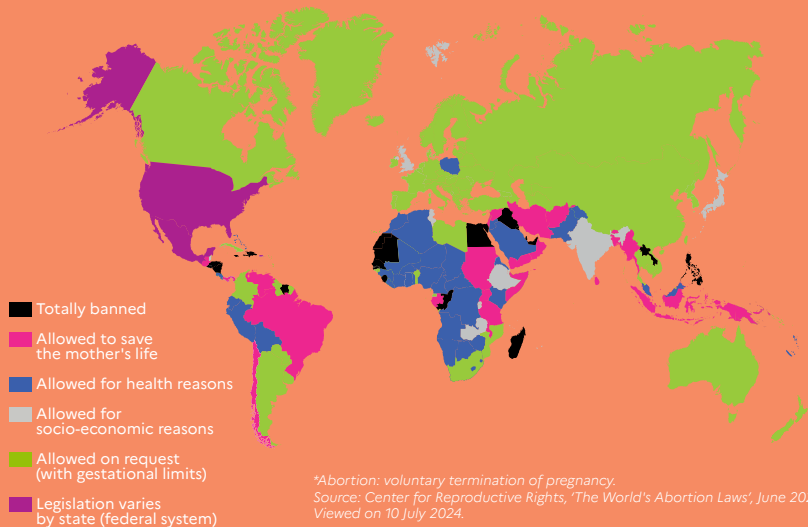 Totally banned
Allowed to save
the mother's life
Allowed for health reasons
Allowed for
socio-economic reasons
Allowed on request
(with gestational limits)
Legislation varies
by state (federal system)
*Abortion: voluntary termination of pregnancy.
Source: Center for Reproductive Rights, ‘The World's Abortion Laws’, June 20
Viewed on 10 July 2024.